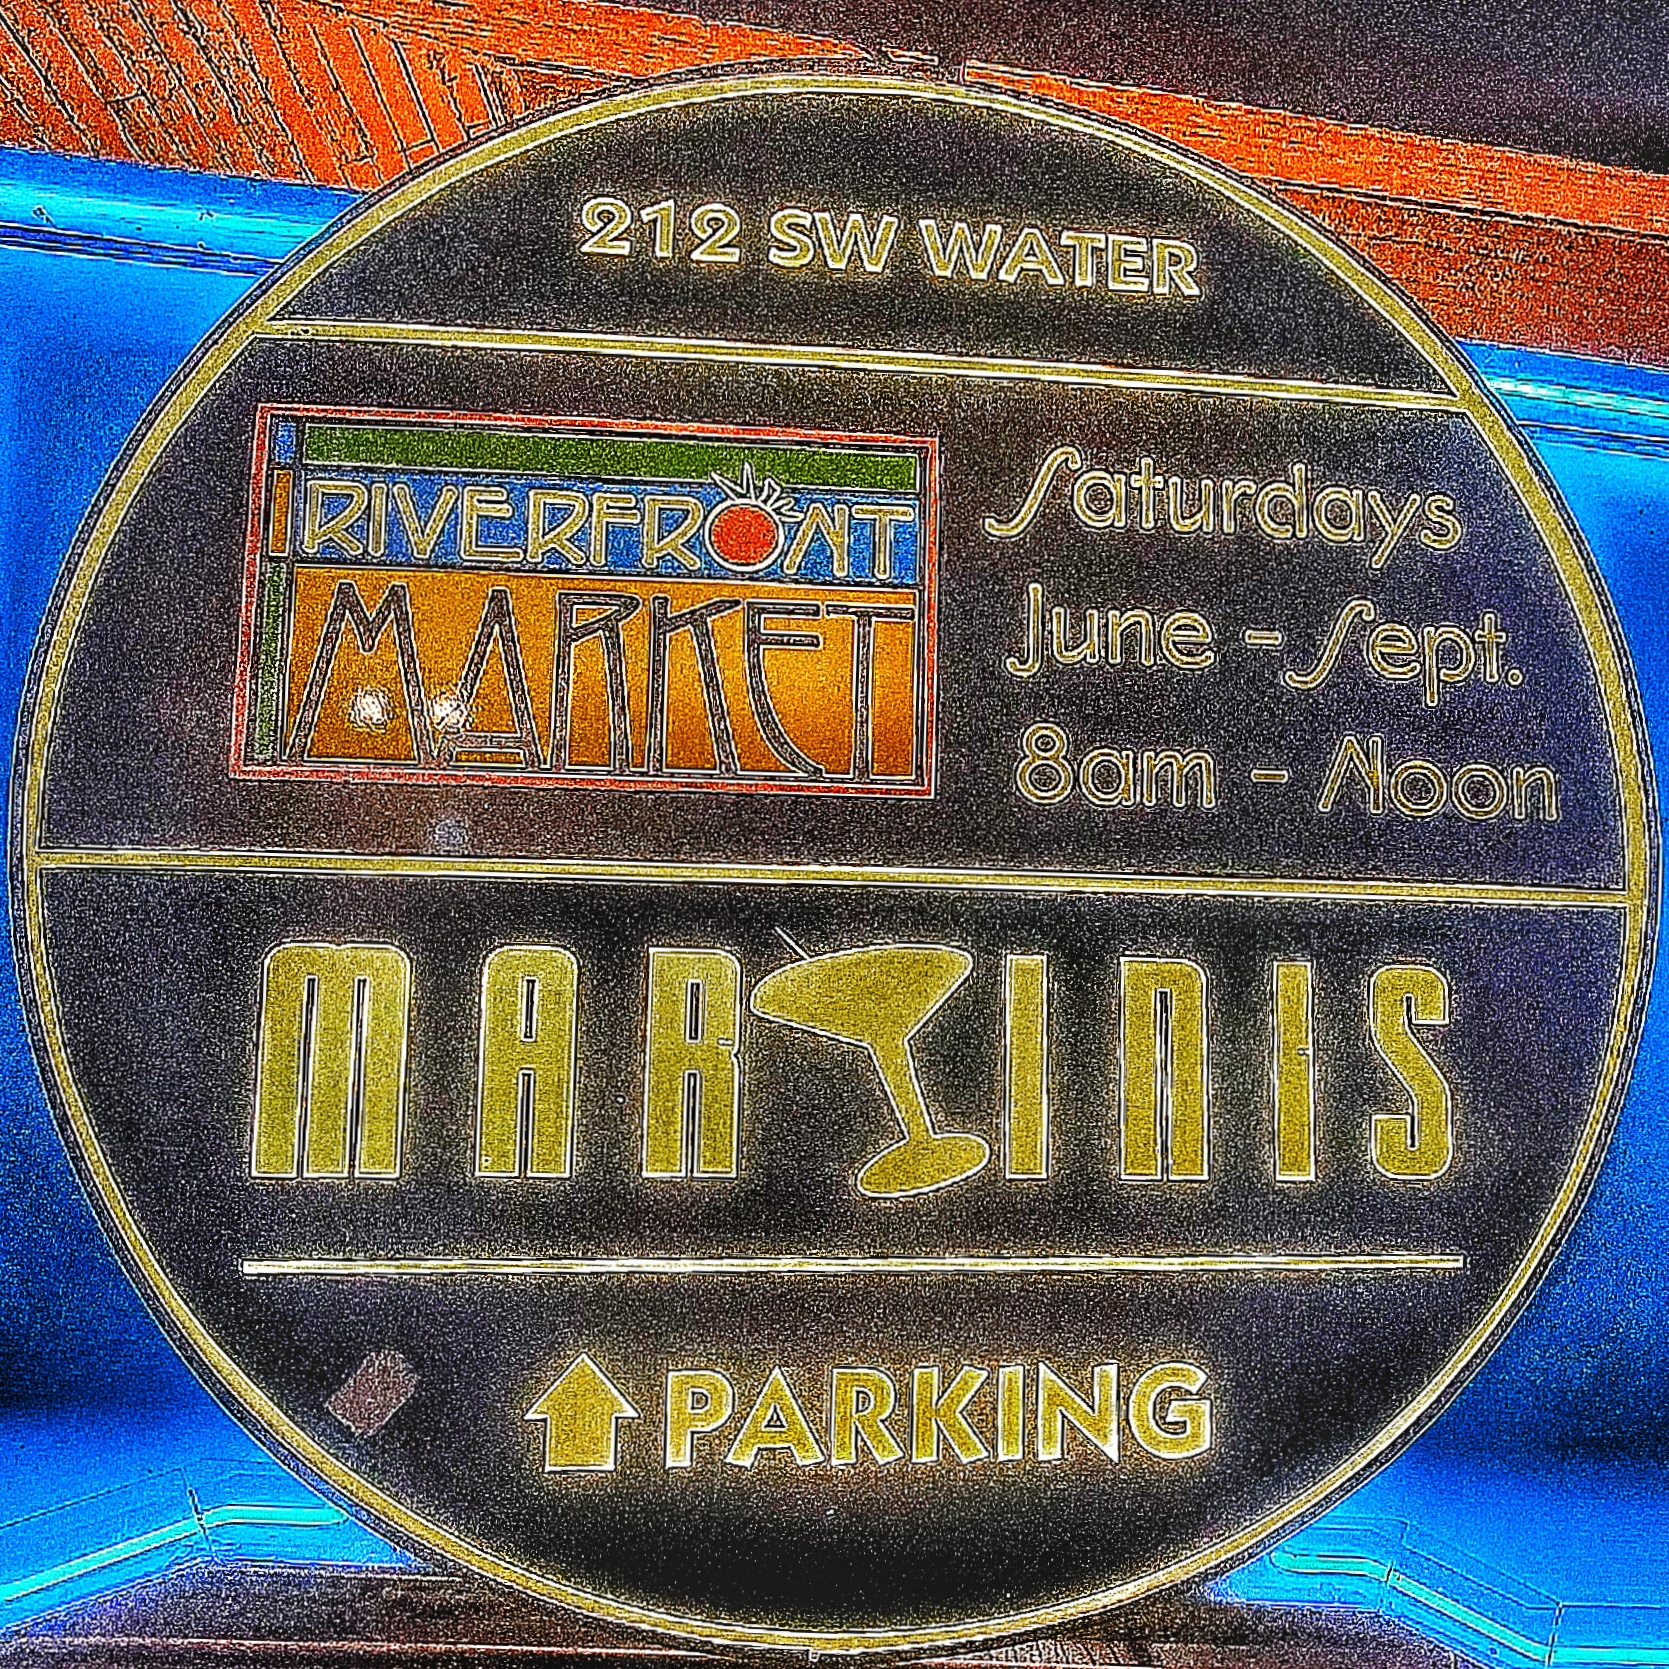 212 SW WATER
RIVERFRONT
MARKET
Saturdays
June - Sept.
8am - Noon
MARTINIS
PARKING